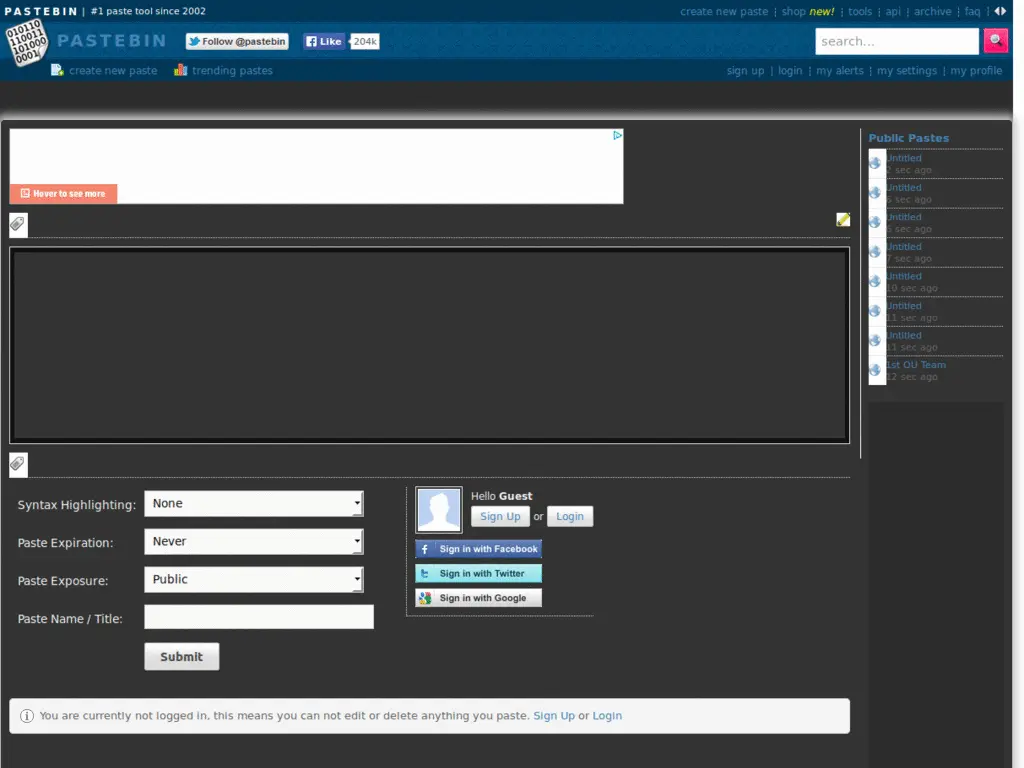 PASTEBIN | #1 paste tool since 2002
create new paste ¦ shop new! ¦ tools ¦ api ¦ archive ¦ faq ¦
010110
110011
101000
0001
PASTEBIN
Follow @pastebin
Like 204k
search...
create new paste trending pastes
sign up ¦ login ¦ my alerts ¦ my settings ¦ my profile
Hover to see more
Public Pastes
Untitled
2 sec ago
Untitled
6 sec ago
Untitled
6 sec ago
Untitled
7 sec ago
Untitled
10 sec ago
Untitled
11 sec ago
Untitled
11 sec ago
1st OU Team
12 sec ago
Syntax Highlighting: None
Paste Expiration: Never
Paste Exposure: Public
Paste Name / Title:
Submit
Hello Guest
Sign Up or Login
Sign in with Facebook
Sign in with Twitter
Sign in with Google
You are currently not logged in, this means you can not edit or delete anything you paste. Sign Up or Login